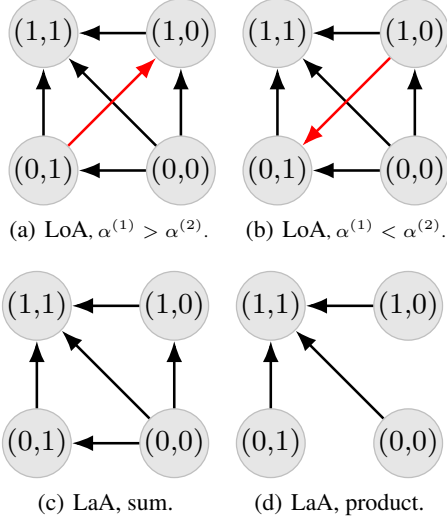 (1,1) (1,0) (1,1) (1,0)
(0,1) (0,0) (0,1) (0,0)
(a) LoA, α⁽¹⁾ > α⁽²⁾. (b) LoA, α⁽¹⁾ < α⁽²⁾.
(1,1) (1,0) (1,1) (1,0)
(0,1) (0,0) (0,1) (0,0)
(c) LaA, sum. (d) LaA, product.